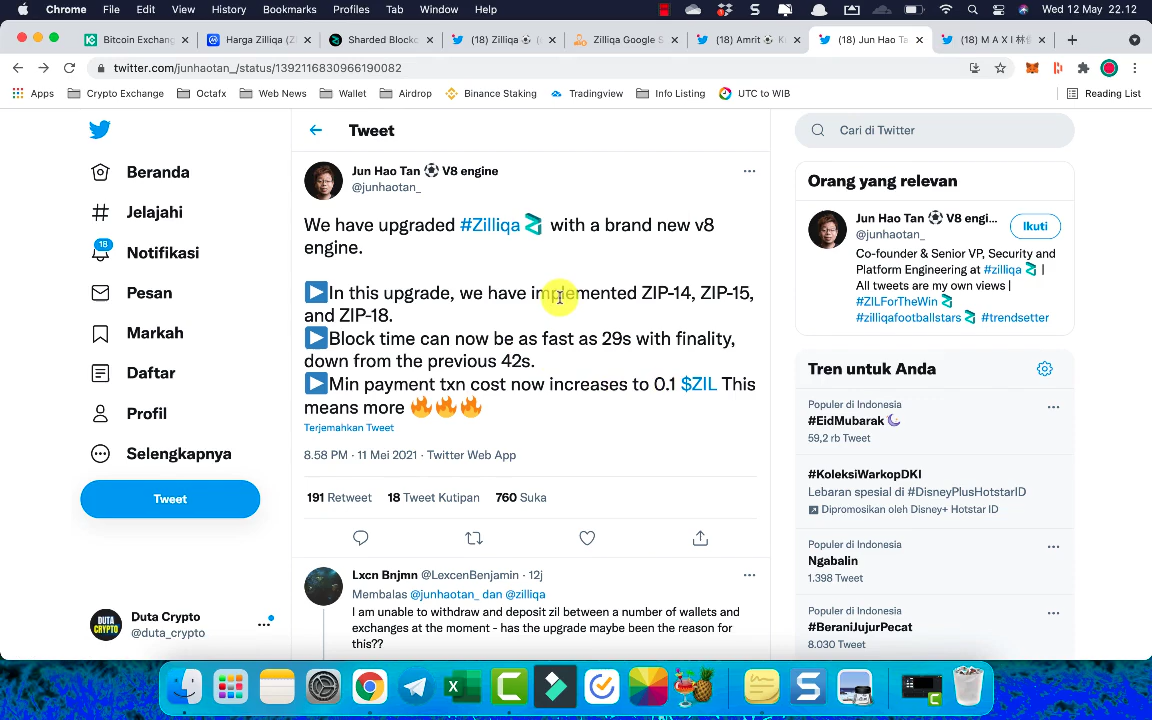 Chrome File Edit View History Bookmarks Profiles Tab Window Help Wed 12 May 22.12
Bitcoin Exchang × Harga Zilliqa (Z × Sharded Blockc × (18) Zilliqa ( × Zilliqa Google S × (18) Amrit K × (18) Jun Hao Ta × (18) M A X I 林 × +
twitter.com/junhaotan_/status/1392116830966190082
Apps Crypto Exchange Octafx Web News Wallet Airdrop Binance Staking Tradingview Info Listing UTC to WIB Reading List
Tweet
Cari di Twitter
Beranda
Jelajahi
18
Notifikasi
Pesan
Markah
Daftar
Profil
Selengkapnya
Tweet
DUTA CRYPTO
Duta Crypto
@duta_crypto
Jun Hao Tan ⚽ V8 engine
@junhaotan_
We have upgraded #Zilliqa with a brand new v8
engine.
▶️In this upgrade, we have implemented ZIP-14, ZIP-15,
and ZIP-18.
▶️Block time can now be as fast as 29s with finality,
down from the previous 42s.
▶️Min payment txn cost now increases to 0.1 $ZIL This
means more 🔥🔥🔥
Terjemahkan Tweet
8.58 PM · 11 Mei 2021 · Twitter Web App
191 Retweet 18 Tweet Kutipan 760 Suka
Lxcn Bnjmn @LexcenBenjamin · 12j
Membalas @junhaotan_ dan @zilliqa
I am unable to withdraw and deposit zil between a number of wallets and
exchanges at the moment - has the upgrade maybe been the reason for
this??
Orang yang relevan
Jun Hao Tan ⚽ V8 engi...
@junhaotan_
Ikuti
Co-founder & Senior VP, Security and
Platform Engineering at #zilliqa |
All tweets are my own views |
#ZILForTheWin
#zilliqafootballstars #trendsetter
Tren untuk Anda
Populer di Indonesia
#EidMubarak 🌙
59,2 rb Tweet
#KoleksiWarkopDKI
Lebaran spesial di #DisneyPlusHotstarID
Dipromosikan oleh Disney+ Hotstar ID
Populer di Indonesia
Ngabalin
1.398 Tweet
Populer di Indonesia
#BeraniJujurPecat
8.030 Tweet